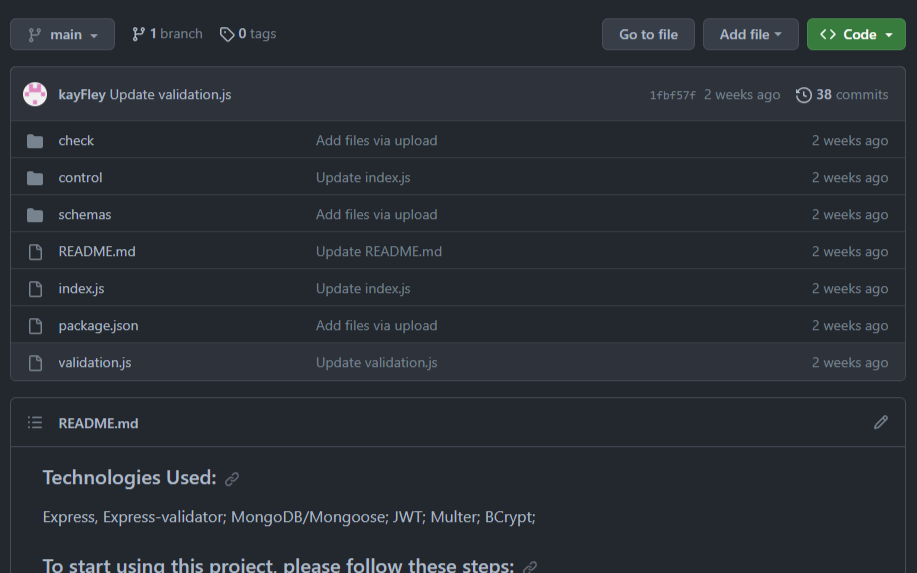 main 1 branch 0 tags Go to file Add file Code
kayFley Update validation.js 1fbf57f 2 weeks ago 38 commits
check Add files via upload 2 weeks ago
control Update index.js 2 weeks ago
schemas Add files via upload 2 weeks ago
README.md Update README.md 2 weeks ago
index.js Update index.js 2 weeks ago
package.json Add files via upload 2 weeks ago
validation.js Update validation.js 2 weeks ago
README.md
Technologies Used:
Express, Express-validator; MongoDB/Mongoose; JWT; Multer; BCrypt;
To start using this project, please follow these steps: